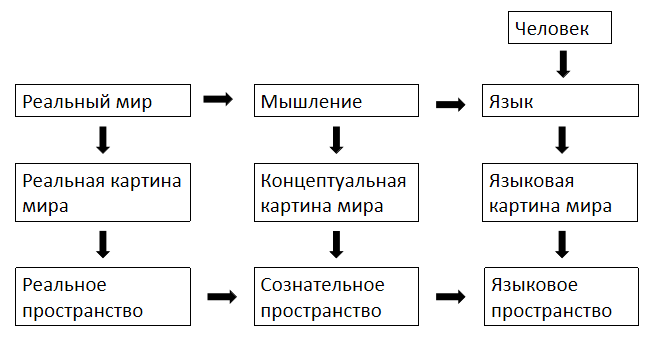 Человек
Реальный мир
Мышление
Язык
Реальная картина
мира
Концептуальная
картина мира
Языковая
картина мира
Реальное
пространство
Сознательное
пространство
Языковое
пространство